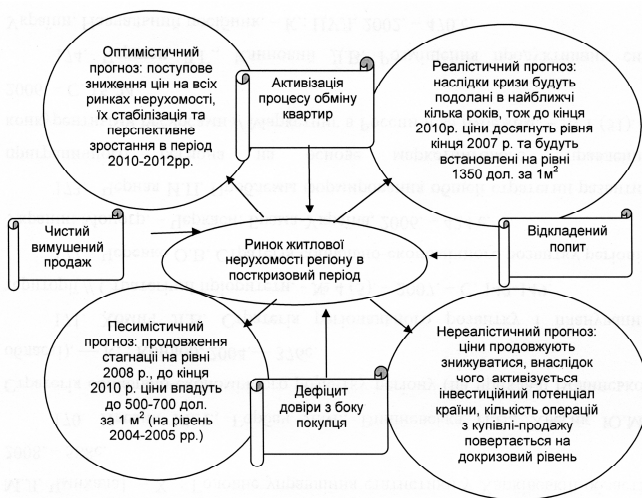 Оптимістичний
прогноз: поступове
зниження цін на всіх
ринках нерухомості,
їх стабілізація та
перспективне
зростання в період
2010-2012рр.
Активізація
процесу обміну
квартир
Реалістичний прогноз:
наслідки кризи будуть
подолані в найближчі
кілька років, тож до кінця
2010р. ціни досягнуть рівня
кінця 2007 р. та будуть
встановлені на рівні
1350 дол. за 1м²
Чистий
вимушений
продаж
Ринок житлової
нерухомості регіону в
посткризовий період
Відкладений
попит
Песимістичний
прогноз: продовження
стагнації на рівні
2008 р., до кінця
2010 р. ціни впадуть
до 500-700 дол.
за 1 м² (на рівень
2004-2005 рр.)
Дефіцит
довіри з боку
покупця
Нереалістичний прогноз:
ціни продовжують
знижуватися, внаслідок
чого активізується
інвестиційний потенціал
країни, кількість операцій
з купівлі-продажу
повертається на
докризовий рівень